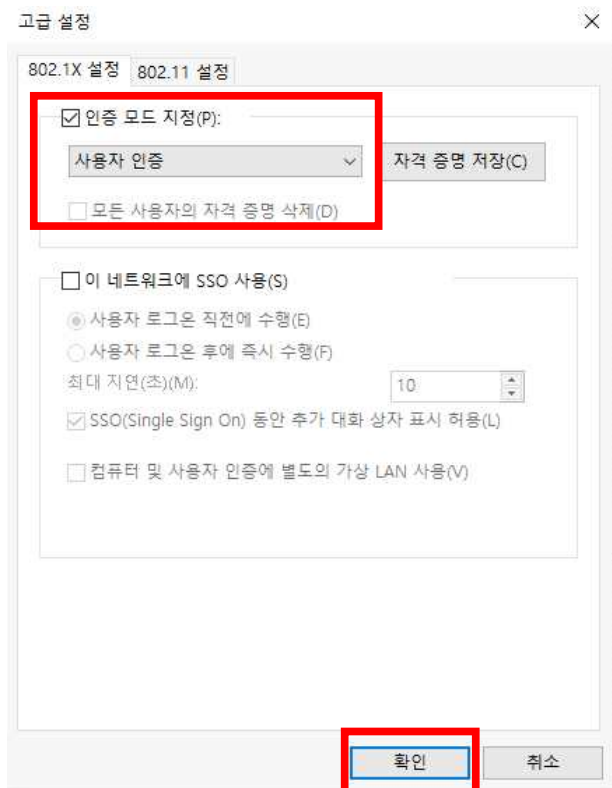 고급 설정
802.1X 설정 802.11 설정
인증 모드 지정(P):
사용자 인증 자격 증명 저장(C)
모든 사용자의 자격 증명 삭제(D)
이 네트워크에 SSO 사용(S)
사용자 로그온 직전에 수행(E)
사용자 로그온 후에 즉시 수행(F)
최대 지연(초)(M): 10
SSO(Single Sign On) 동안 추가 대화 상자 표시 허용(L)
컴퓨터 및 사용자 인증에 별도의 가상 LAN 사용(V)
확인 취소